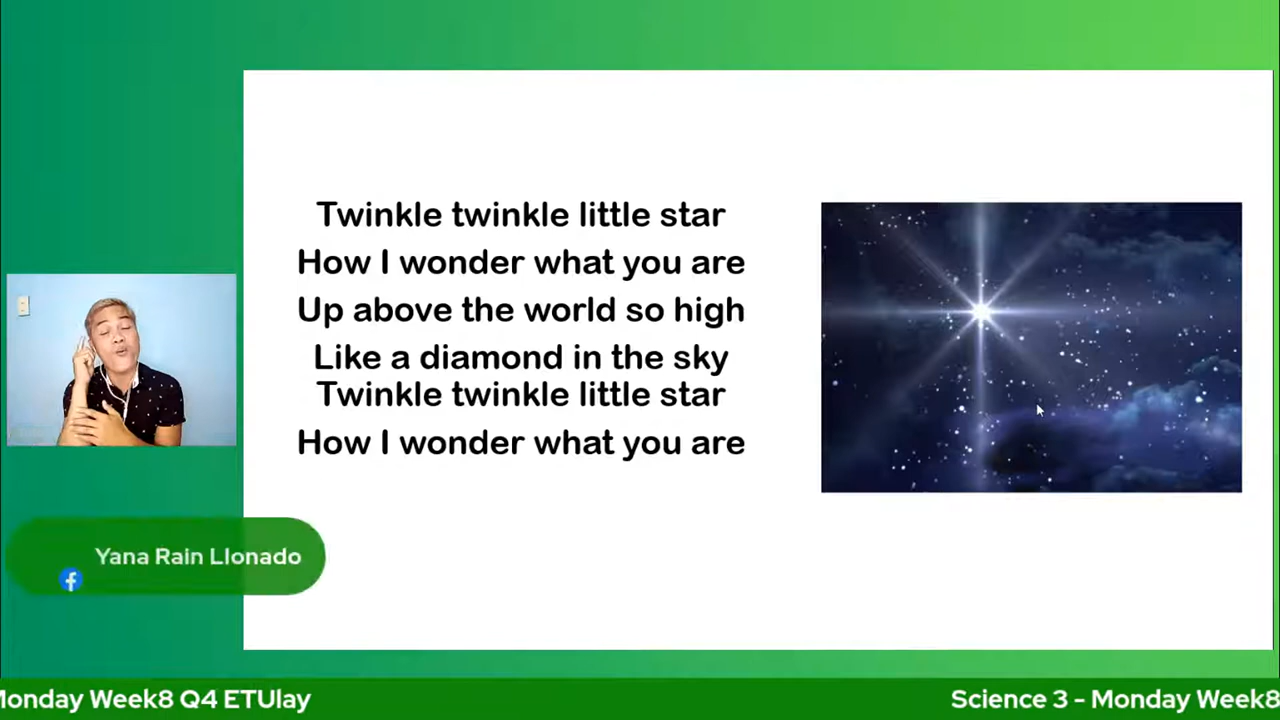 Twinkle twinkle little star
How I wonder what you are
Up above the world so high
Like a diamond in the sky
Twinkle twinkle little star
How I wonder what you are
Yana Rain Llonado
Monday Week8 Q4 ETUlay
Science 3 - Monday Week8